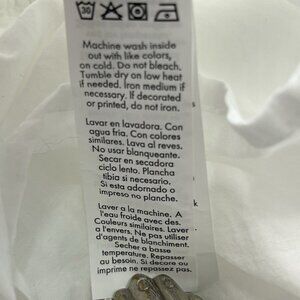 30
Machine wash inside
out with like colors,
on cold. Do not bleach.
Tumble dry on low heat
if needed. Iron medium if
necessary. If decorated
or printed, do not iron.
Lavar en lavadora. Con
agua fria. Con colores
similares. Lava al reves.
No usar blanqueante.
Secar en secadora
ciclo lento. Plancha
tibia si necesario.
Si esta adornado o
impreso no planche.
Laver a la machine. A
l'eau froide avec des.
Couleurs similaires. Laver
a l'envers. Ne pas utiliser
d'agents de blanchiment.
Secher a basse
temperature. Repasser
au besoin. Si decore ou
imprime ne repassez pas.